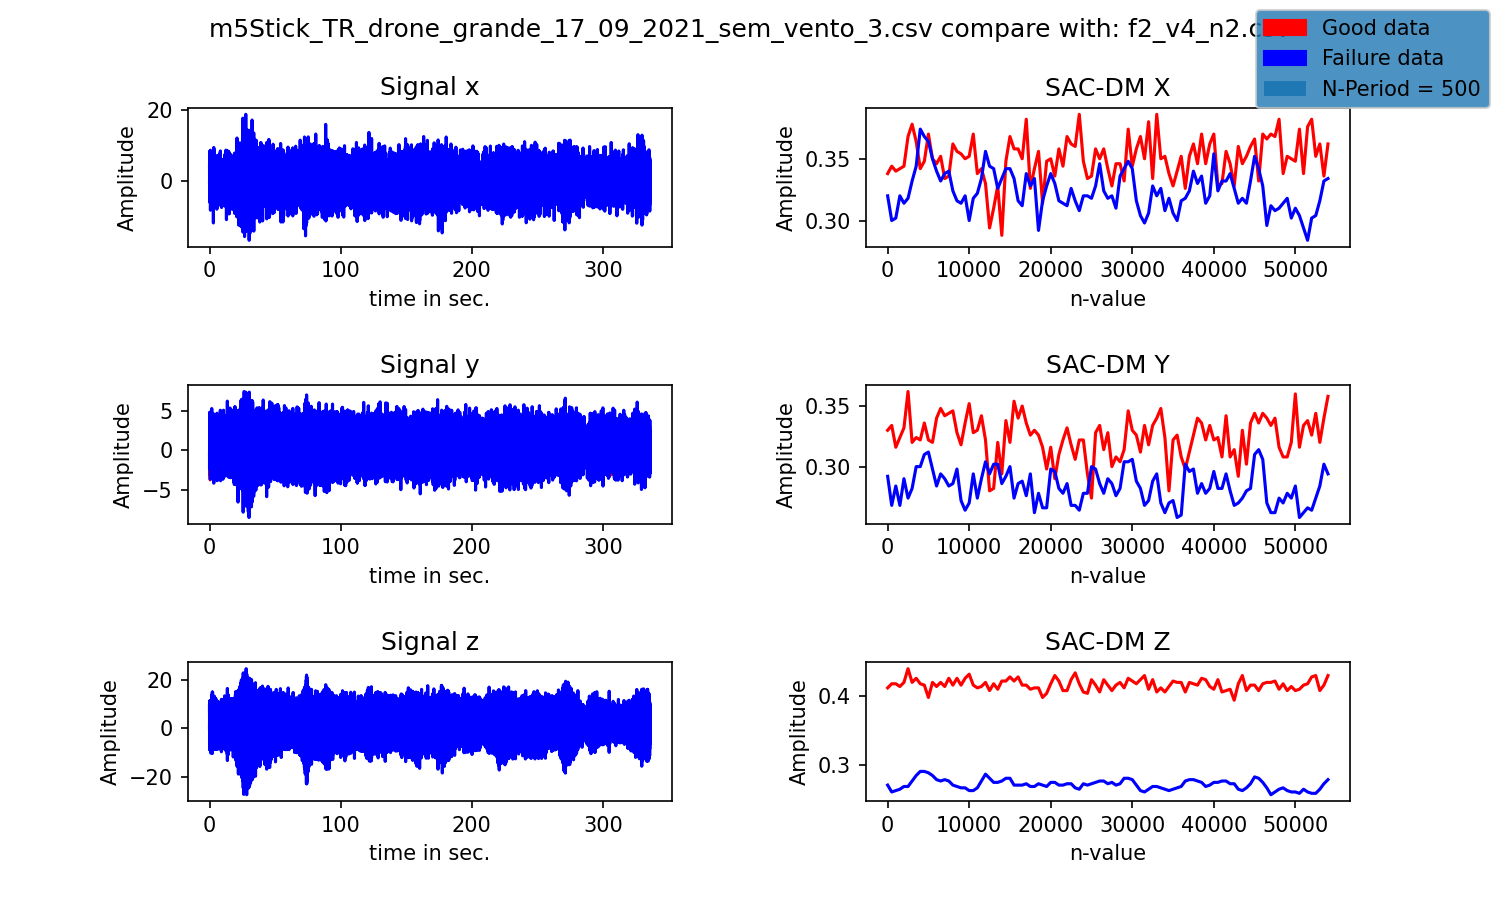 m5Stick_TR_drone_grande_17_09_2021_sem_vento_3.csv compare with: f2_v4_n2.csv
Good data
Failure data
N-Period = 500
Signal x
Amplitude
20
10
0
0
100
200
300
time in sec.
SAC-DM X
Amplitude
0.35
0.30
0
10000
20000
30000
40000
50000
n-value
Signal y
Amplitude
5
0
−5
0
100
200
300
time in sec.
SAC-DM Y
Amplitude
0.35
0.30
0
10000
20000
30000
40000
50000
n-value
Signal z
Amplitude
20
0
−20
0
100
200
300
time in sec.
SAC-DM Z
Amplitude
0.4
0.3
0
10000
20000
30000
40000
50000
n-value